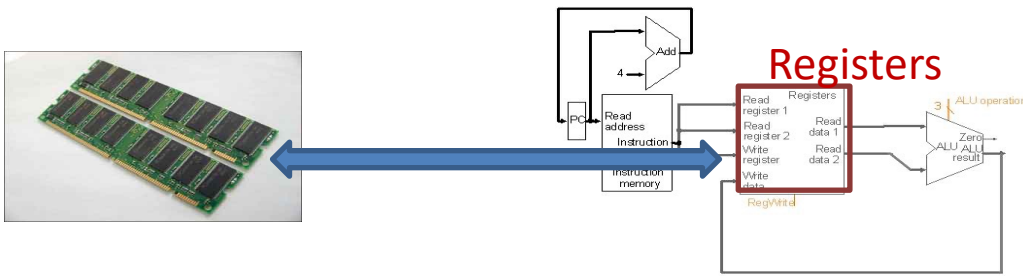 Add
4
Registers
PC
Read
address
Instruction
Instruction
memory
Read
register 1
Read
register 2
Write
register
Write
data
Registers
Read
data 1
Read
data 2
RegWrite
3
ALU operation
Zero
ALU
ALU
result